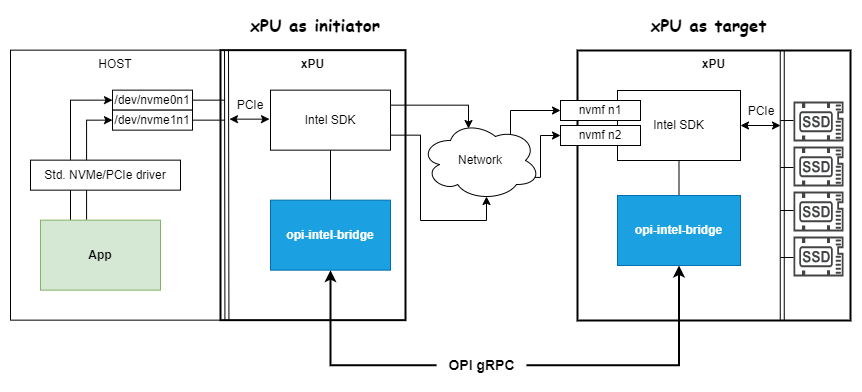 xPU as initiator
xPU as target
HOST
xPU
xPU
/dev/nvme0n1
/dev/nvme1n1
PCIe
Intel SDK
Network
nvmf n1
nvmf n2
Intel SDK
PCIe
SSD
SSD
SSD
SSD
Std. NVMe/PCIe driver
App
opi-intel-bridge
opi-intel-bridge
OPI gRPC